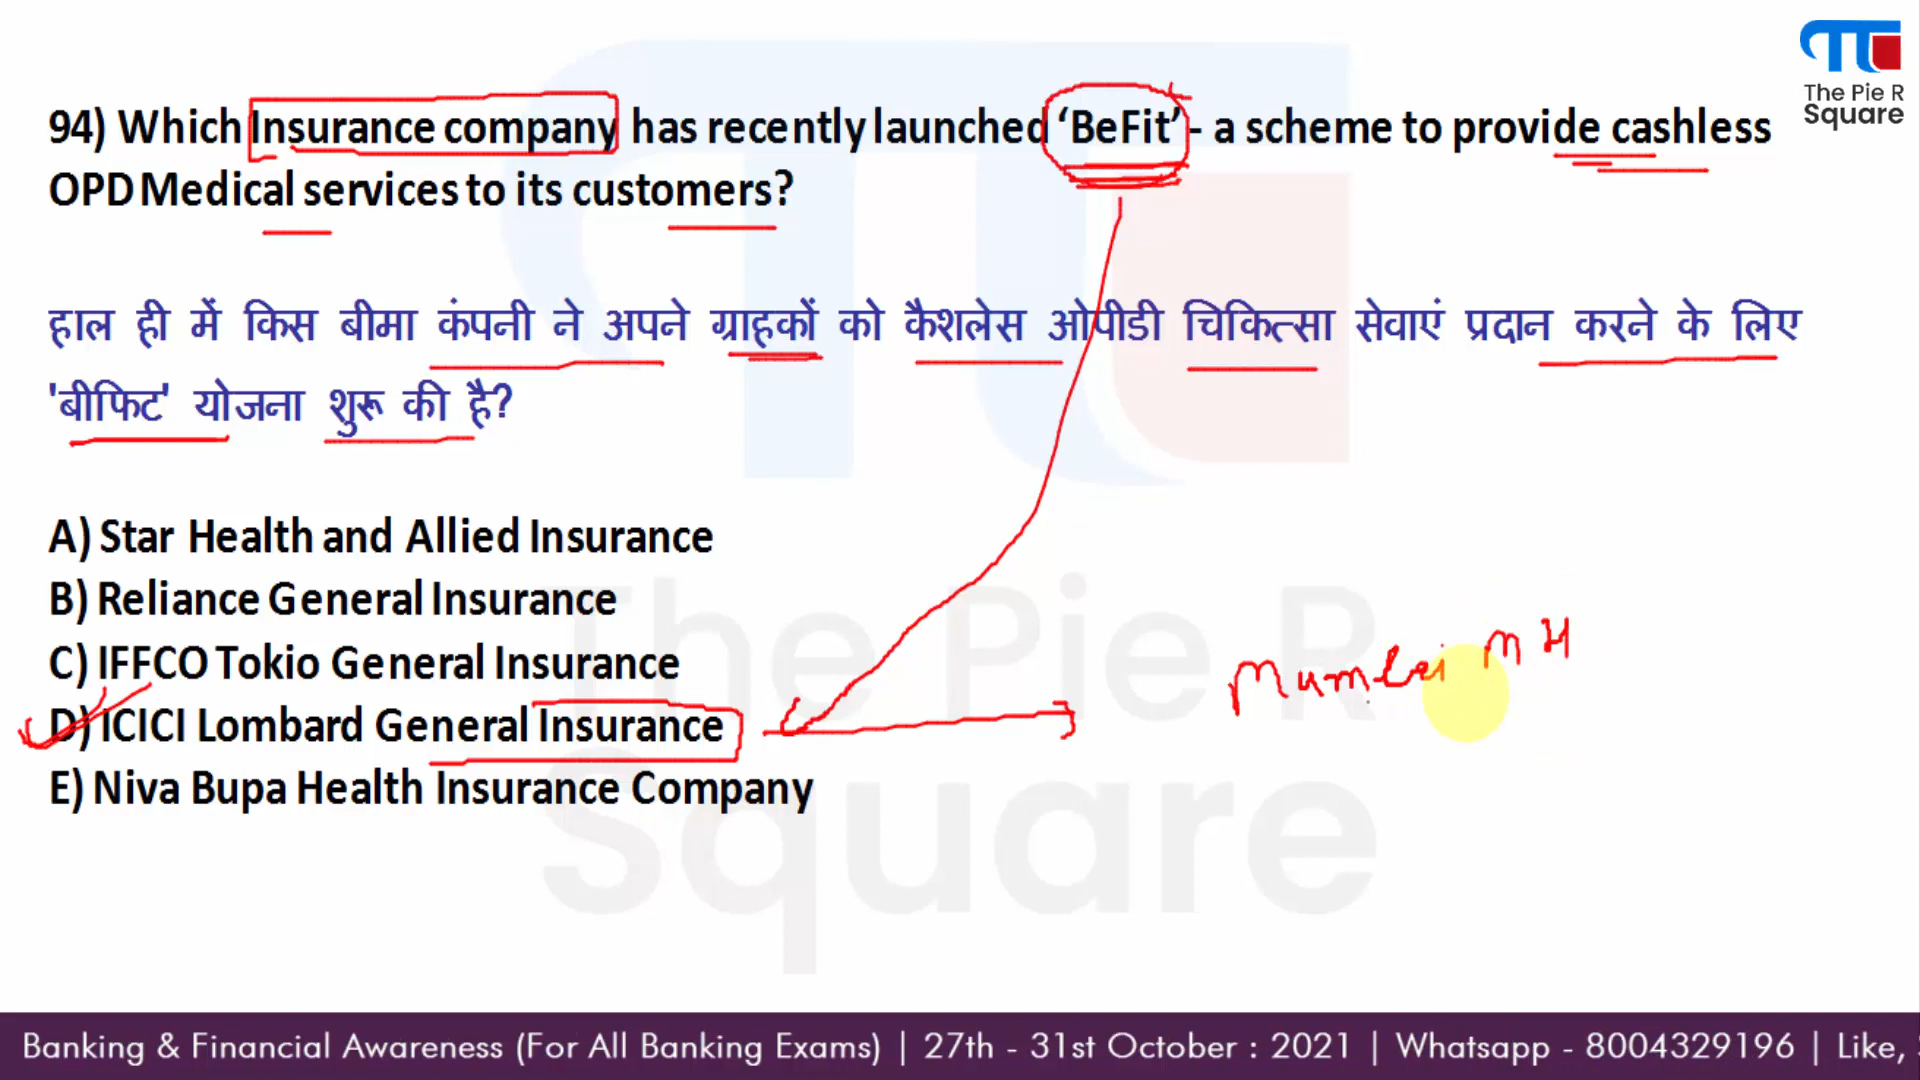 The Pie R
Square
94) Which Insurance company has recently launched ‘BeFit’ - a scheme to provide cashless
OPD Medical services to its customers?
हाल ही में किस बीमा कंपनी ने अपने ग्राहकों को कैशलेस ओपीडी चिकित्सा सेवाएं प्रदान करने के लिए
'बीफिट' योजना शुरू की है?
A) Star Health and Allied Insurance
B) Reliance General Insurance
C) IFFCO Tokio General Insurance
D) ICICI Lombard General Insurance
E) Niva Bupa Health Insurance Company
Mumbai MH
The Pie R
Square
Banking & Financial Awareness (For All Banking Exams) | 27th - 31st October : 2021 | Whatsapp - 8004329196 | Like,